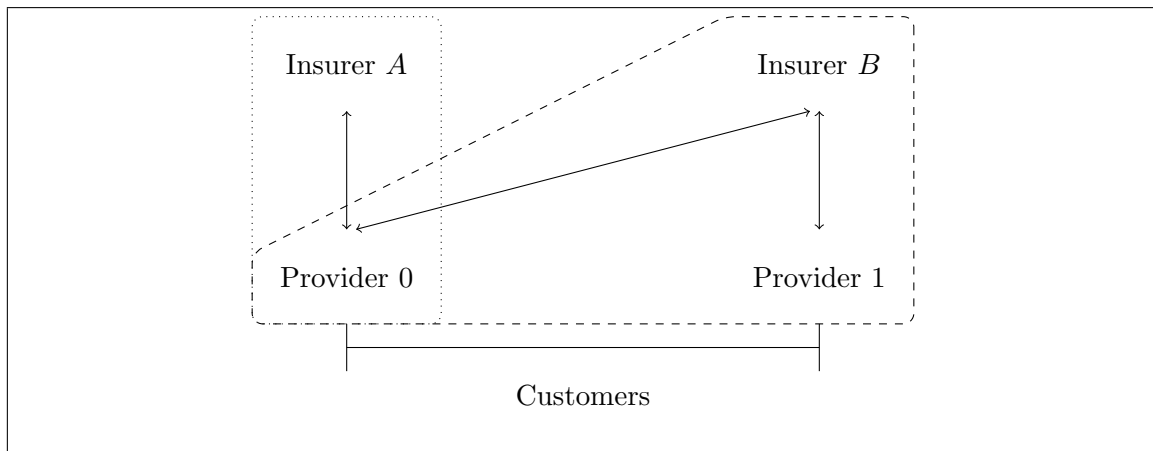 Insurer A
Insurer B
Provider 0
Provider 1
Customers